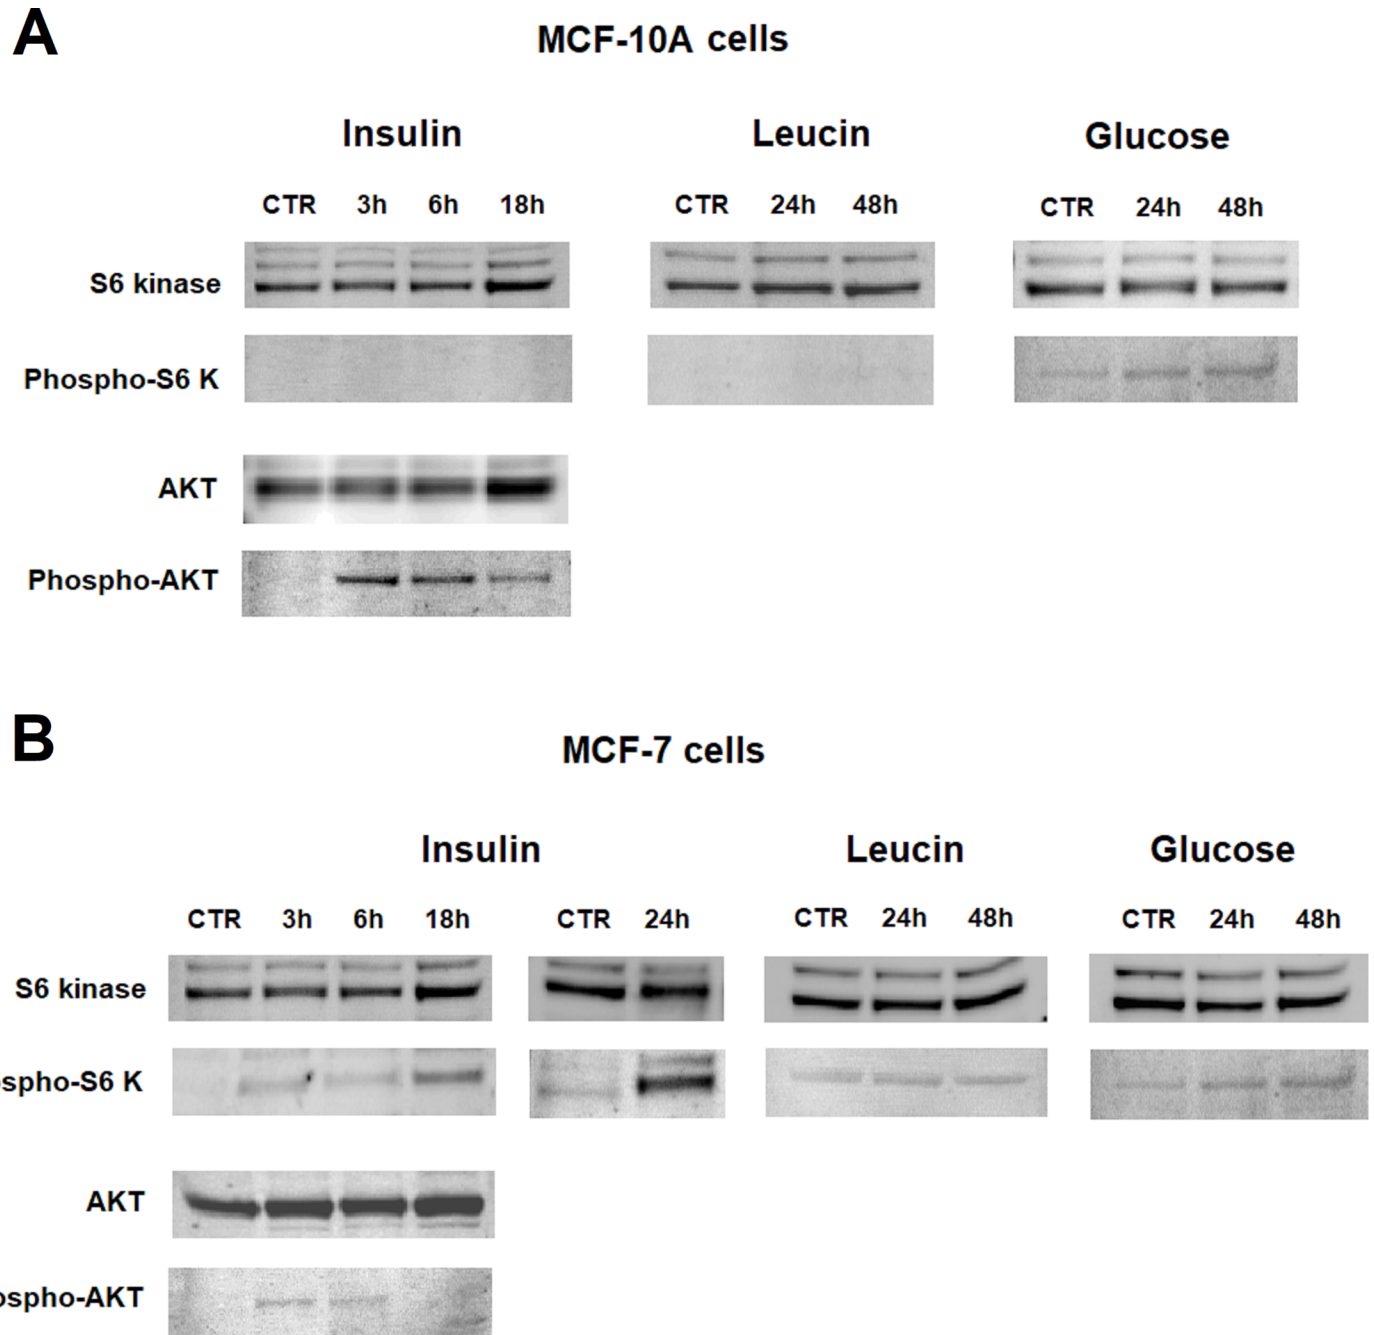 A
MCF-10A cells
Insulin Leucin Glucose
CTR 3h 6h 18h CTR 24h 48h CTR 24h 48h
S6 kinase
Phospho-S6 K
AKT
Phospho-AKT
B
MCF-7 cells
Insulin Leucin Glucose
CTR 3h 6h 18h CTR 24h CTR 24h 48h CTR 24h 48h
S6 kinase
spho-S6 K
AKT
ospho-AKT